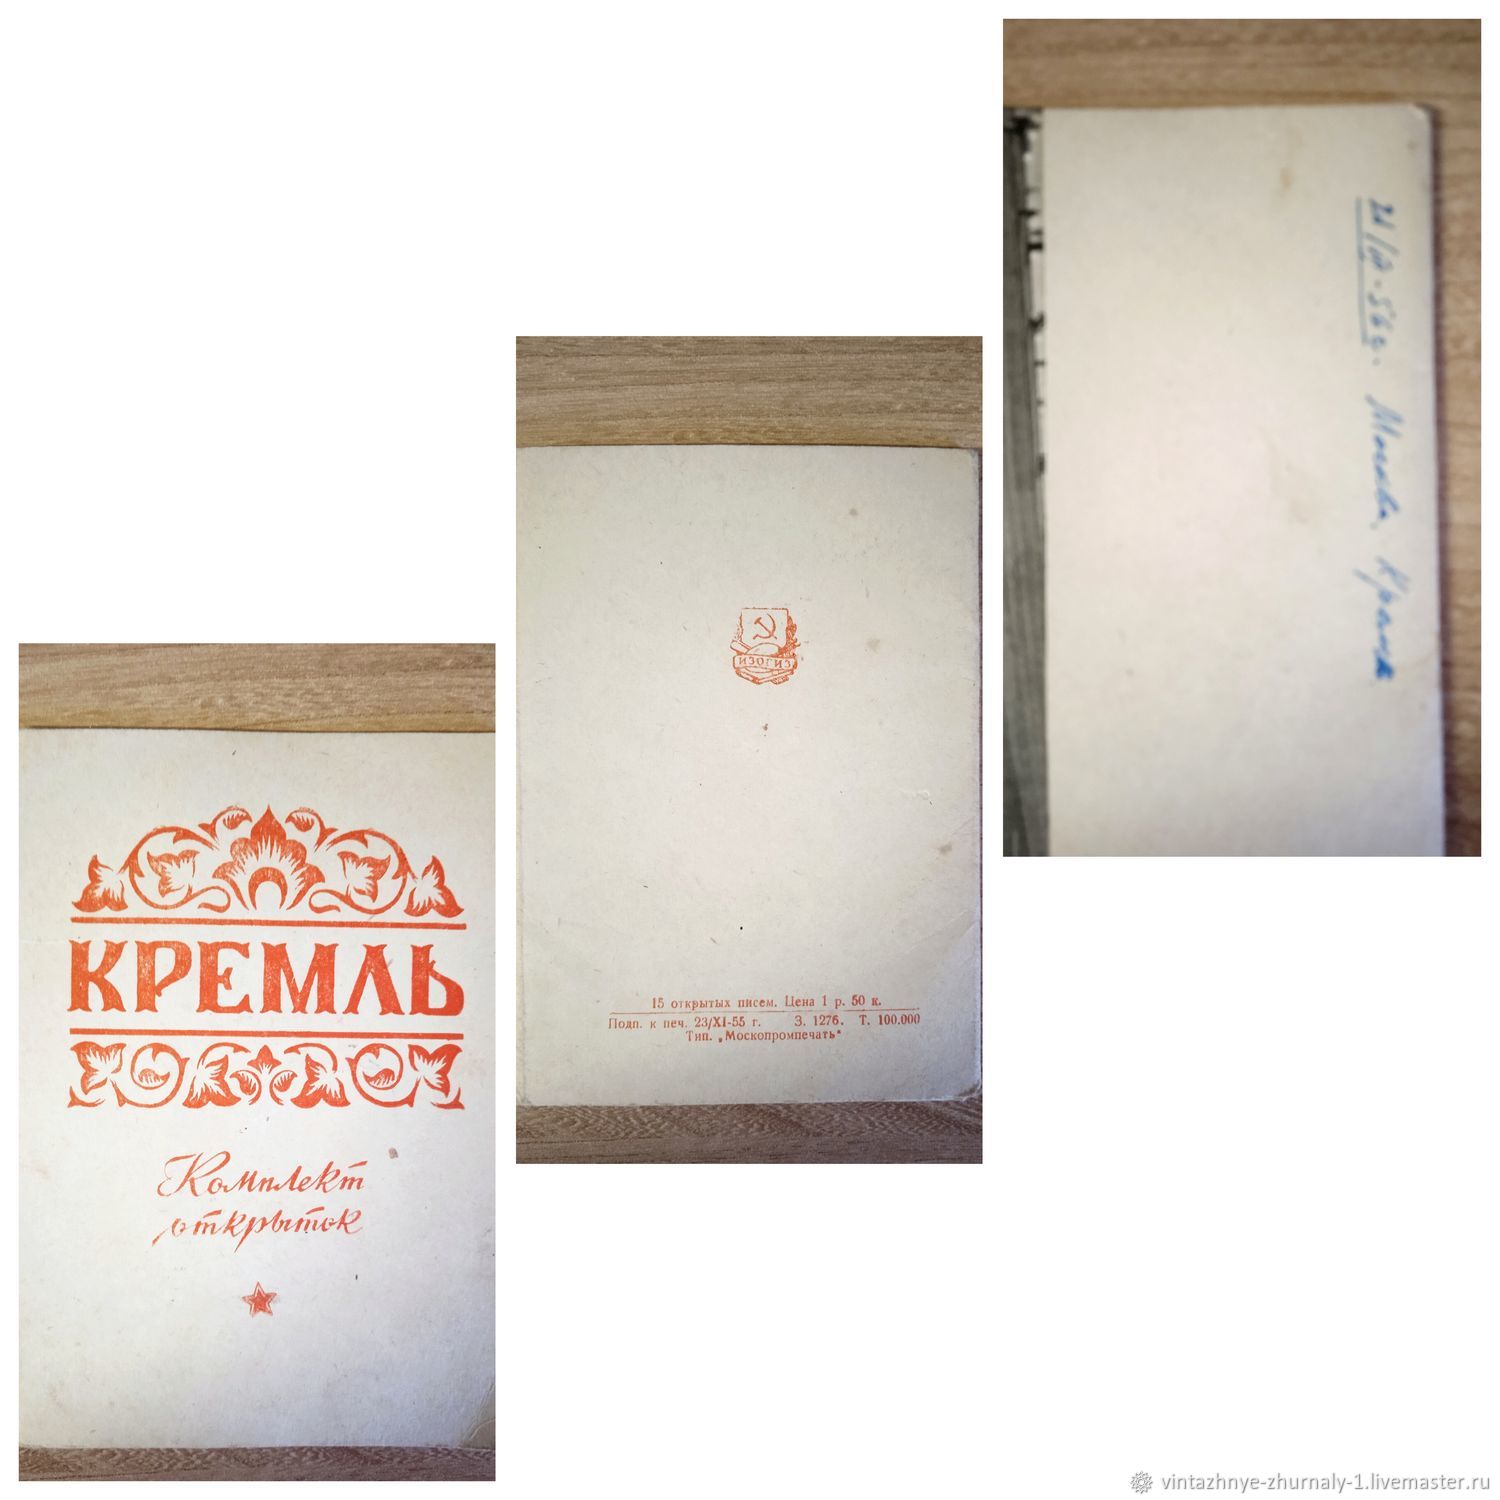 КРЕМЛЬ
Комплект
открыток
ИЗОГИЗ
15 открытых писем. Цена 1 р. 50 к.
Подп. к печ. 23/XI-55 г. З. 1276. Т. 100.000
Тип. „Москопромпечать"
Москва, Кремль
vintazhnye-zhurnaly-1.livemaster.ru